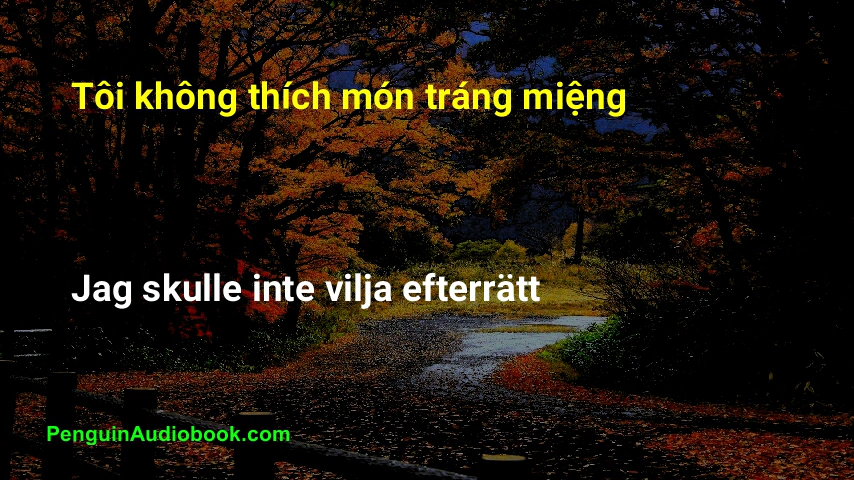 Tôi không thích món tráng miệng
Jag skulle inte vilja efterrätt
PenguinAudiobook.com